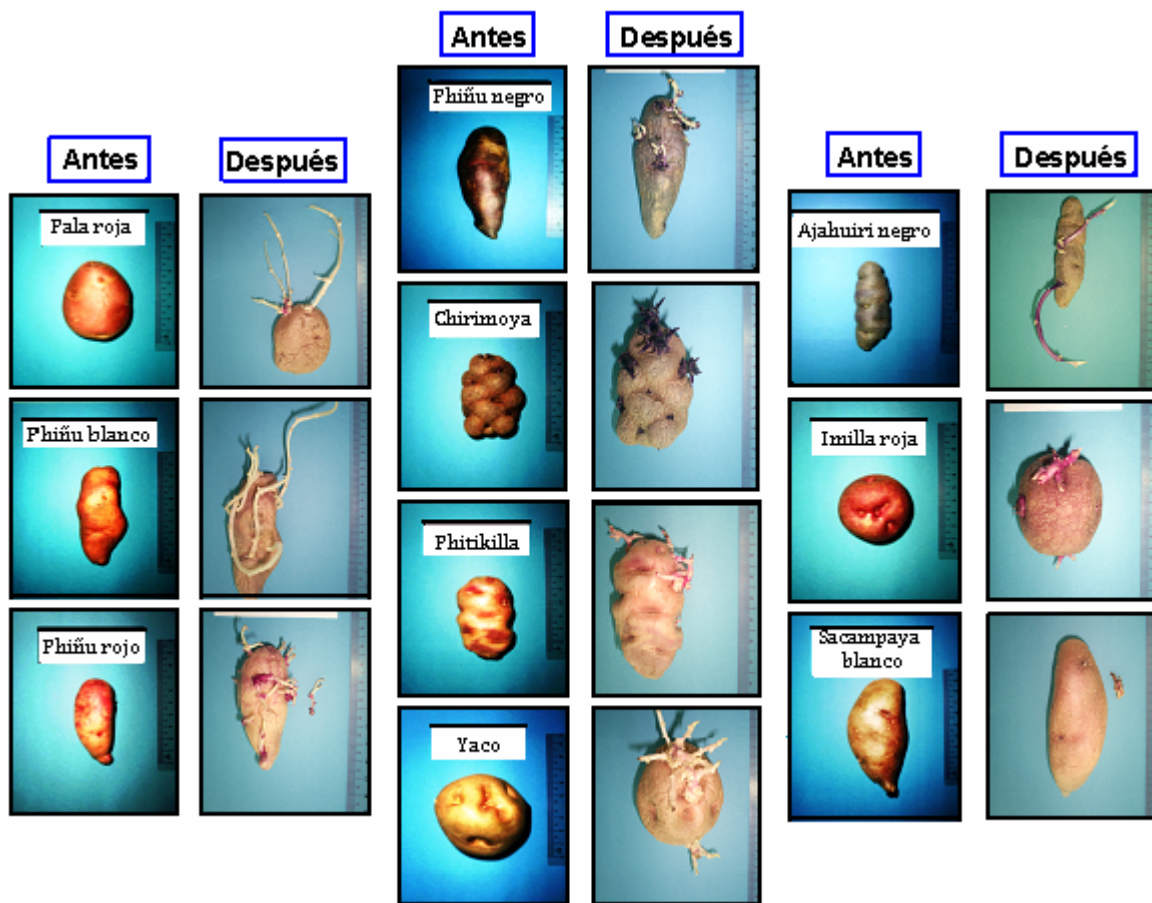 Antes
Después
Pala roja
Phiñu blanco
Phiñu rojo
Antes
Después
Phiñu negro
Chirimoya
Phitikilla
Yaco
Antes
Después
Ajahuiri negro
Imilla roja
Sacampaya
blanco